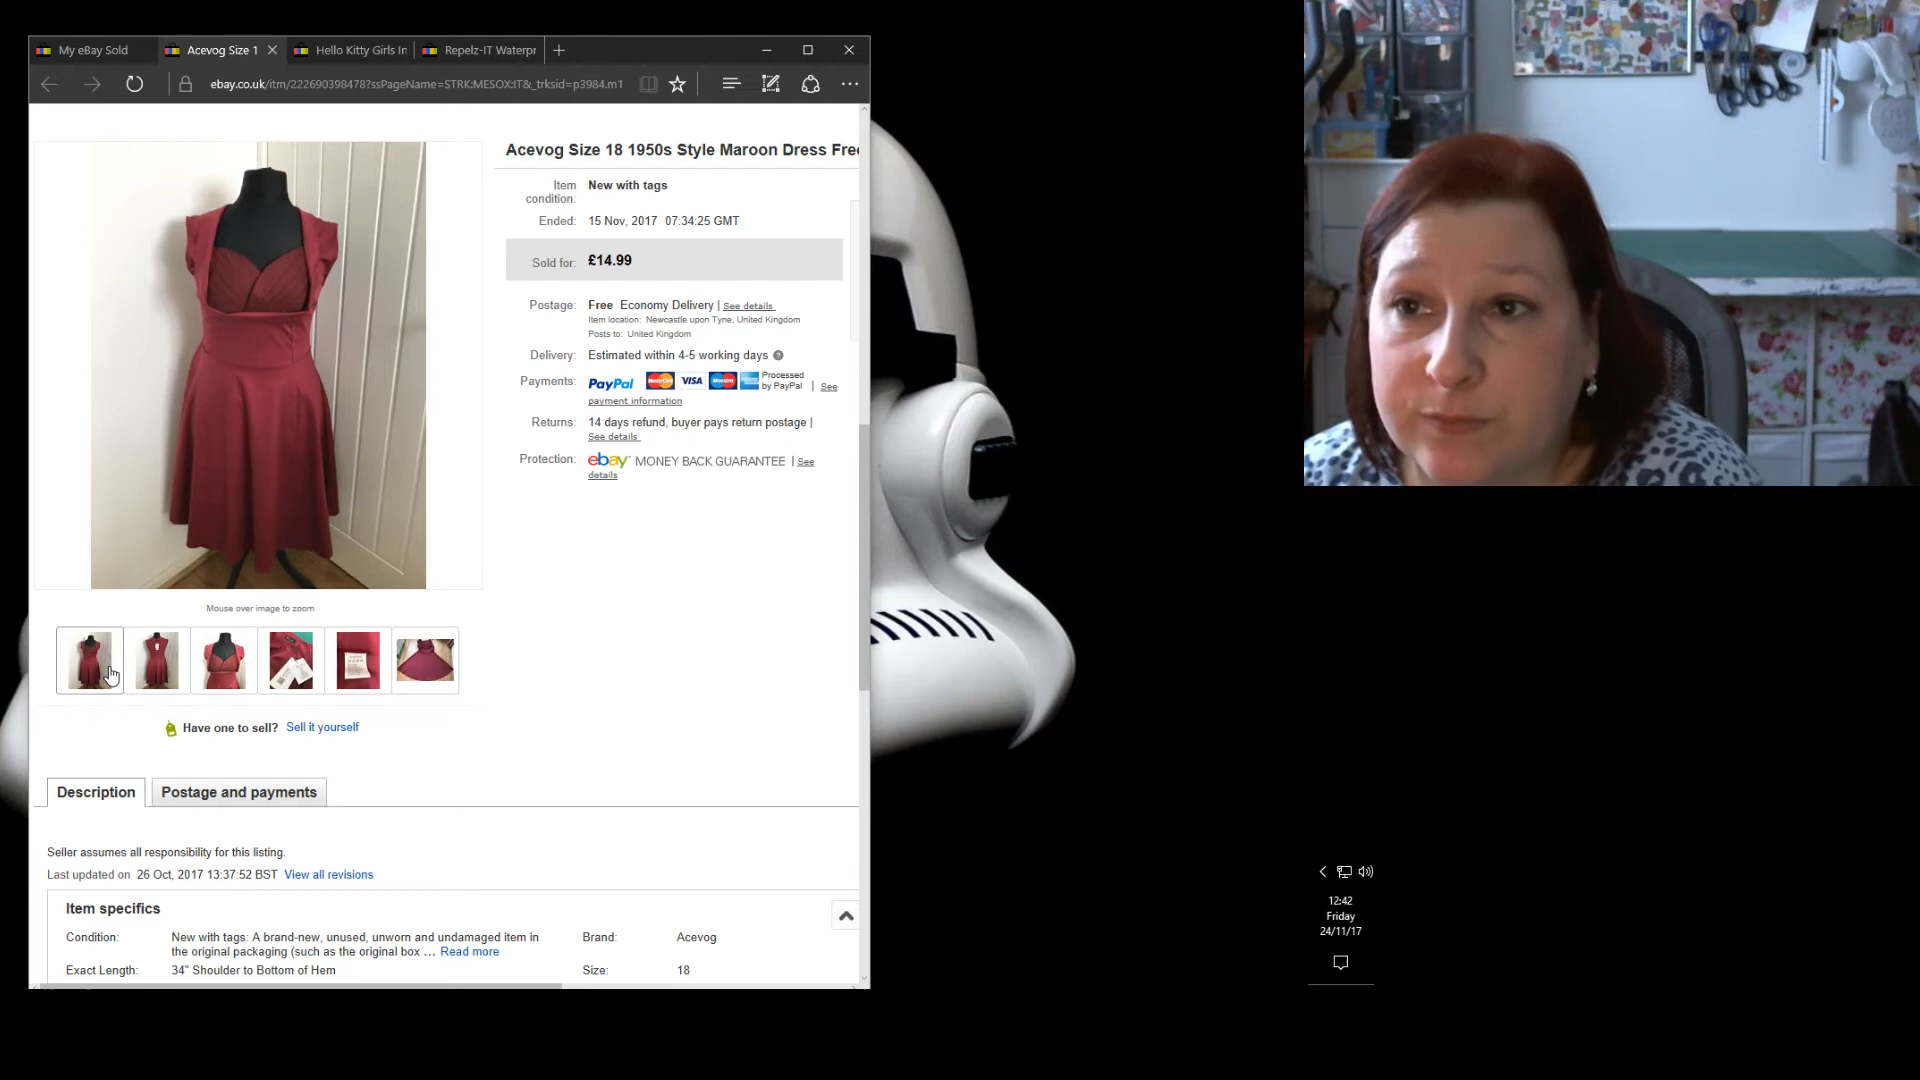 My eBay Sold
Acevog Size 1
Hello Kitty Girls In
Repelz-IT Waterpr
ebay.co.uk/itm/222690398478?ssPageName=STRK:MESOX:IT&_trksid=p3984.m1
Acevog Size 18 1950s Style Maroon Dress Free
Item condition: New with tags
Ended: 15 Nov, 2017 07:34:25 GMT
Sold for: £14.99
Postage: Free Economy Delivery | See details
Item location: Newcastle upon Tyne, United Kingdom
Posts to: United Kingdom
Delivery: Estimated within 4-5 working days
Payments: PayPal MasterCard VISA Maestro Processed by PayPal | See
payment information
Returns: 14 days refund, buyer pays return postage |
See details
Protection: ebay MONEY BACK GUARANTEE | See
details
Mouse over image to zoom
Have one to sell? Sell it yourself
Description
Postage and payments
Seller assumes all responsibility for this listing.
Last updated on 26 Oct, 2017 13:37:52 BST View all revisions
Item specifics
Condition: New with tags: A brand-new, unused, unworn and undamaged item in
the original packaging (such as the original box ... Read more
Brand: Acevog
Exact Length: 34" Shoulder to Bottom of Hem
Size: 18
12:42
Friday
24/11/17